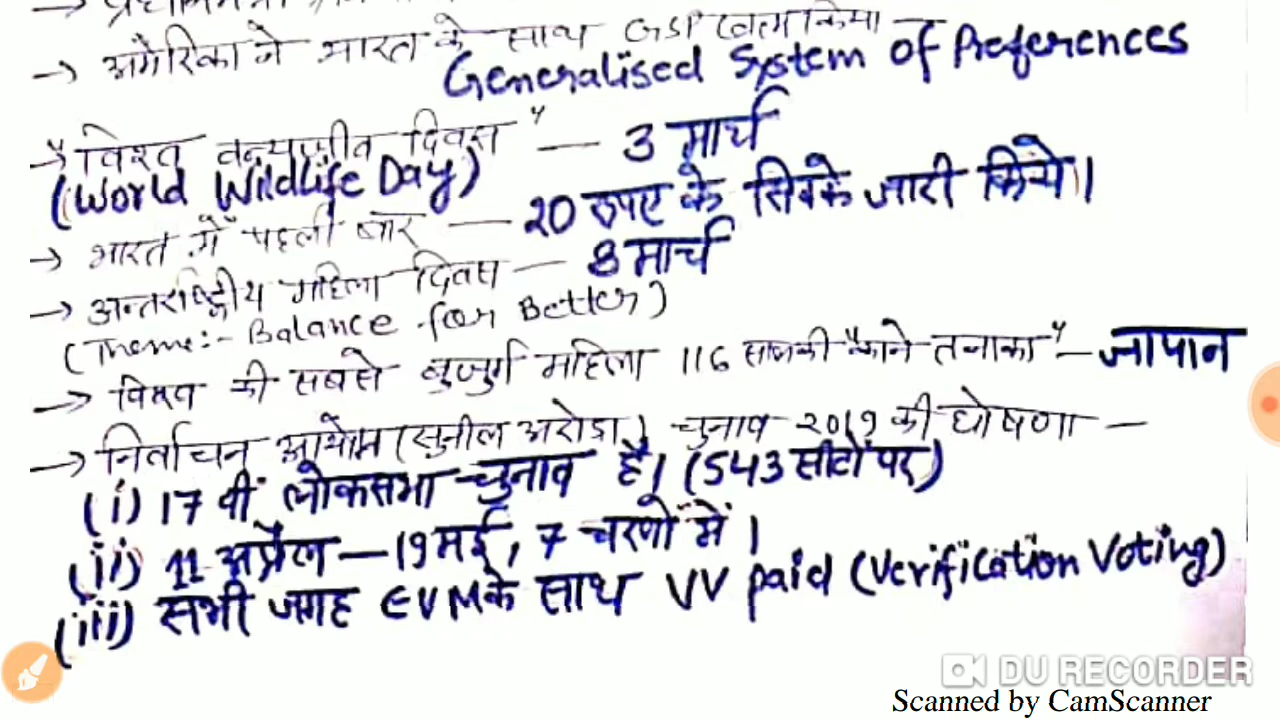 → अमेरिका ने भारत के साथ GSP खत्म किया
Generalised System of Preferences
→ "विश्व वन्यजीव दिवस" — 3 मार्च
(World Wildlife Day)
→ भारत में पहली बार — 20 रुपए के सिक्के जारी किये।
→ अन्तर्राष्ट्रीय महिला दिवस — 8 मार्च
(Theme:- Balance for Better)
→ विश्व की सबसे बुजुर्ग महिला 116 साल की "काने तनाका" — जापान
→ निर्वाचन आयोग (सुनील अरोडा) चुनाव 2019 की घोषणा —
(i) 17 वीं लोकसभा चुनाव है। (543 सीटों पर)
(ii) 11 अप्रैल — 19 मई, 7 चरणों में।
(iii) सभी जगह EVM के साथ VV paid (Verification Voting)
DU RECORDER
Scanned by CamScanner